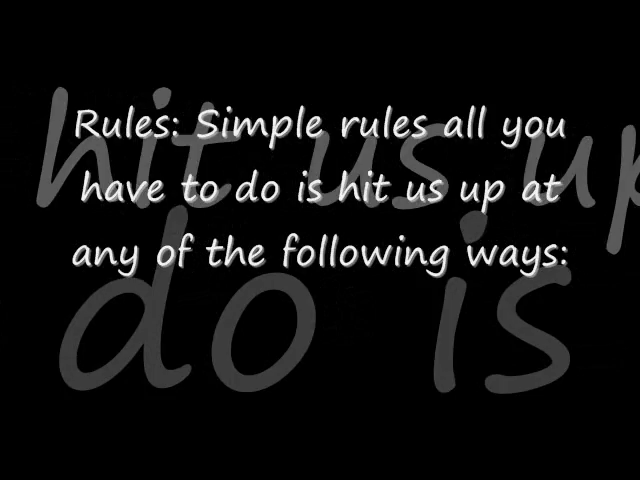 Rules: Simple rules all you
have to do is hit us up at
any of the following ways:
hit us up
do is